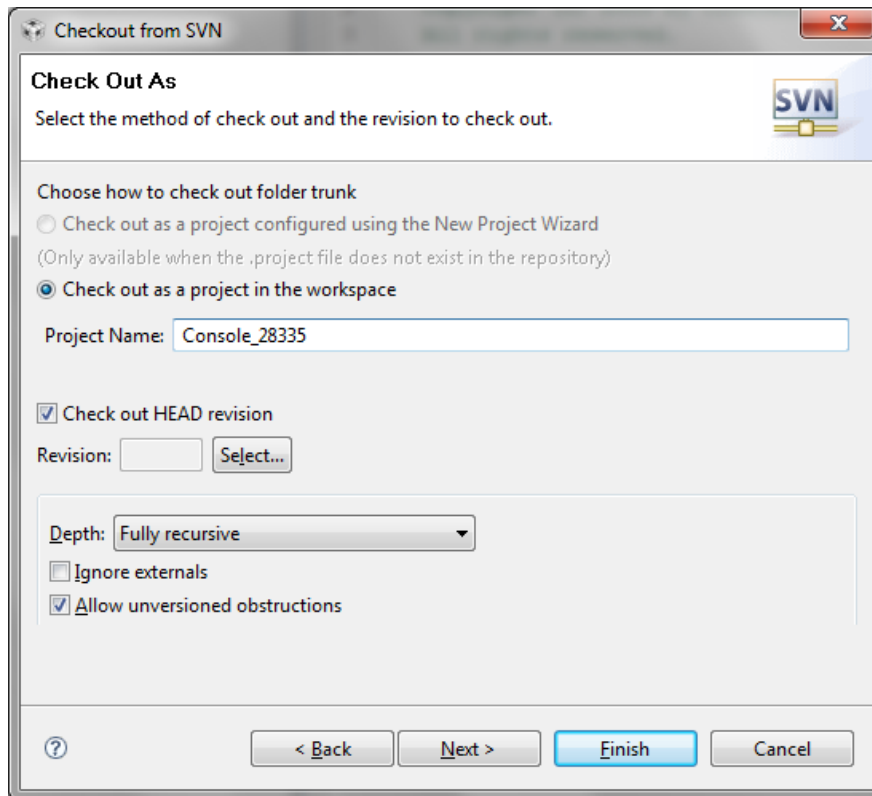 Checkout from SVN
Check Out As
Select the method of check out and the revision to check out.
SVN
Choose how to check out folder trunk
Check out as a project configured using the New Project Wizard
(Only available when the .project file does not exist in the repository)
Check out as a project in the workspace
Project Name: Console_28335
Check out HEAD revision
Revision: Select...
Depth: Fully recursive
Ignore externals
Allow unversioned obstructions
< Back Next > Finish Cancel